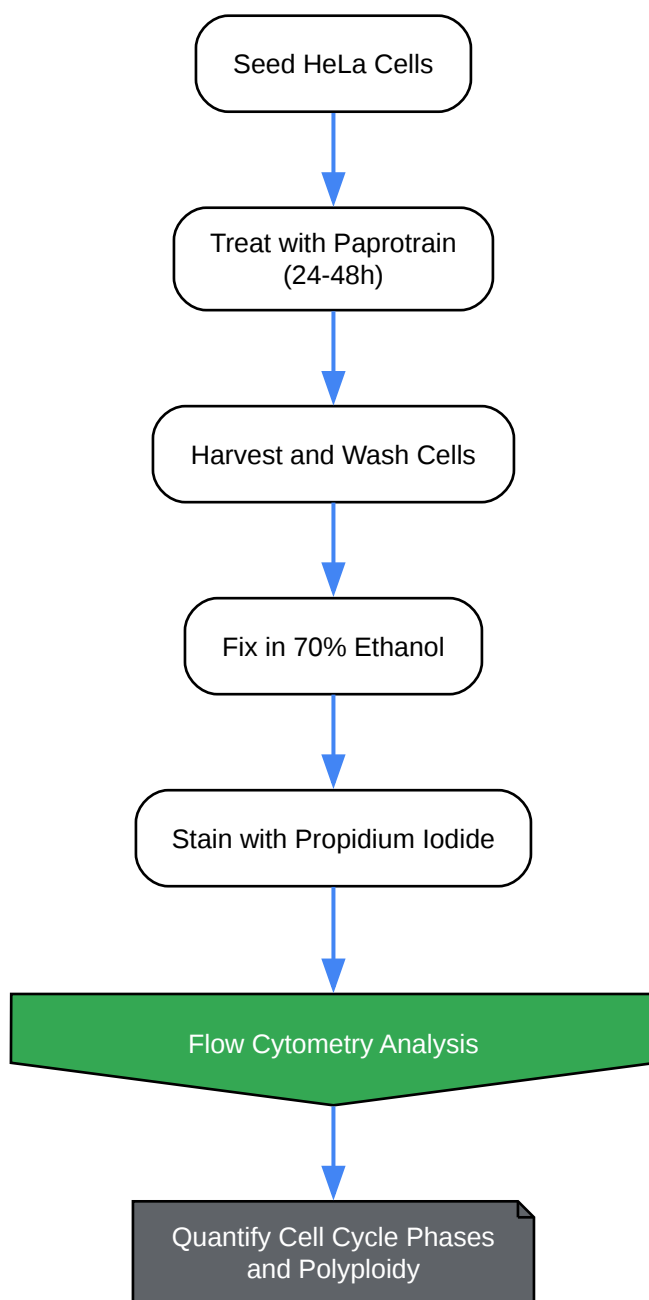 Seed HeLa Cells
Treat with Paprotrain
(24-48h)
Harvest and Wash Cells
Fix in 70% Ethanol
Stain with Propidium Iodide
Flow Cytometry Analysis
Quantify Cell Cycle Phases
and Polyploidy